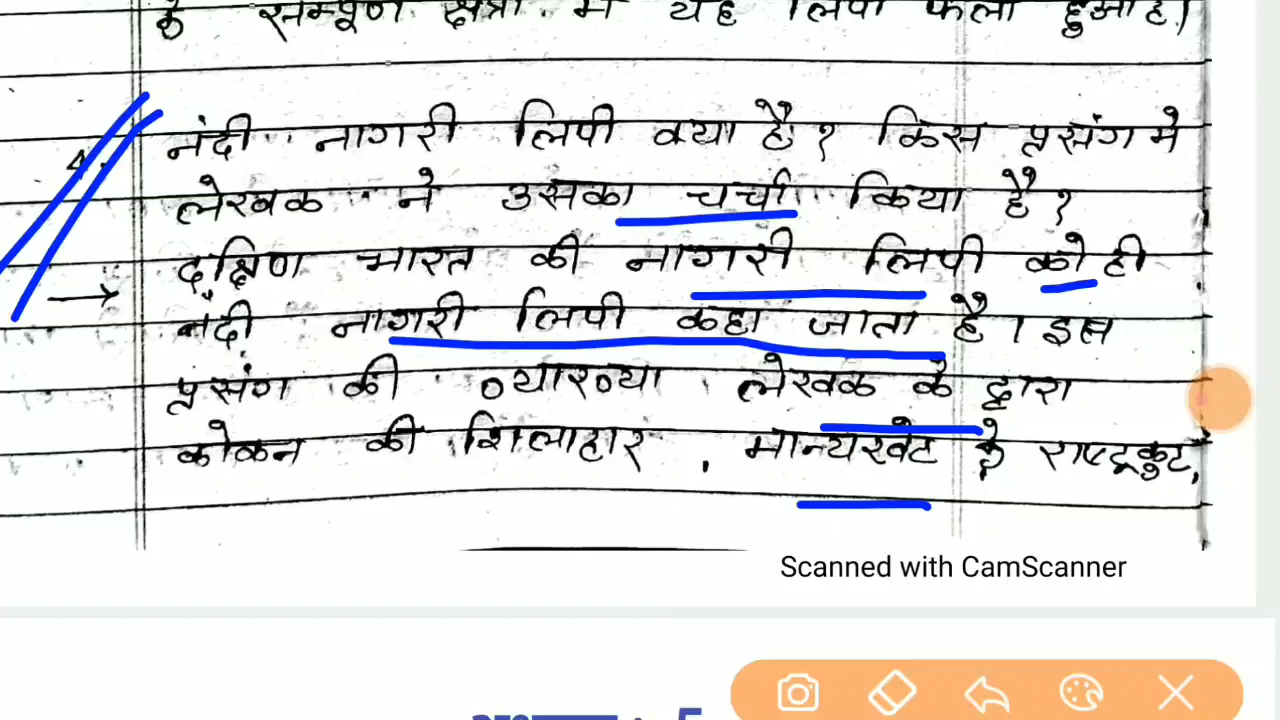 के सम्पूर्ण क्षेत्रों में यह लिपी फैला हुआ है।
4. नंदी नागरी लिपी क्या है? किस प्रसंग मे
लेखक ने उसका चर्चा किया है?
→ दक्षिण भारत की नागरी लिपी को ही
नंदी नागरी लिपी कहा जाता है। इस
प्रसंग की व्याख्या लेखक के द्वारा
कोकन की शिलाहार, मान्यखेट के राष्ट्रकुट,
Scanned with CamScanner